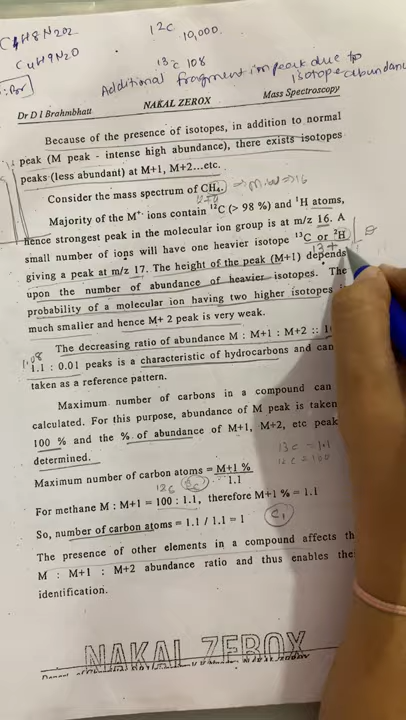 C4H8N2O2
12C 10,000.
C4H9N2O
13C 108
Additional fragment ion peak due to
isotope abundanc
Dr D I Brahmbhatt NAKAL ZEROX Mass Spectroscopy
Because of the presence of isotopes, in addition to normal
peak (M peak - intense high abundance), there exists isotopes
peaks (less abundant) at M+1, M+2...etc.
Consider the mass spectrum of CH4.
Majority of the M+ ions contain 12C (> 98 %) and 1H atoms,
hence strongest peak in the molecular ion group is at m/z 16. A
small number of ions will have one heavier isotope 13C or 2H
13 +
giving a peak at m/z 17. The height of the peak (M+1) depends
upon the number of abundance of heavier isotopes. The
probability of a molecular ion having two higher isotopes
much smaller and hence M+ 2 peak is very weak.
1.08
The decreasing ratio of abundance M : M+1 : M+2 ::
1.1 : 0.01 peaks is a characteristic of hydrocarbons and can
taken as a reference pattern.
Maximum number of carbons in a compound can
calculated. For this purpose, abundance of M peak is taken
100 % and the % of abundance of M+1, M+2, etc peak
determined.
13C = 1.1
12C = 100
Maximum number of carbon atoms = M+1 %
1.1
12C 13C
For methane M : M+1 = 100 : 1.1, therefore M+1 % = 1.1
So, number of carbon atoms = 1.1 / 1.1 = 1 C1
The presence of other elements in a compound affects th
M : M+1 : M+2 abundance ratio and thus enables the
identification.
NAKAL ZEROX